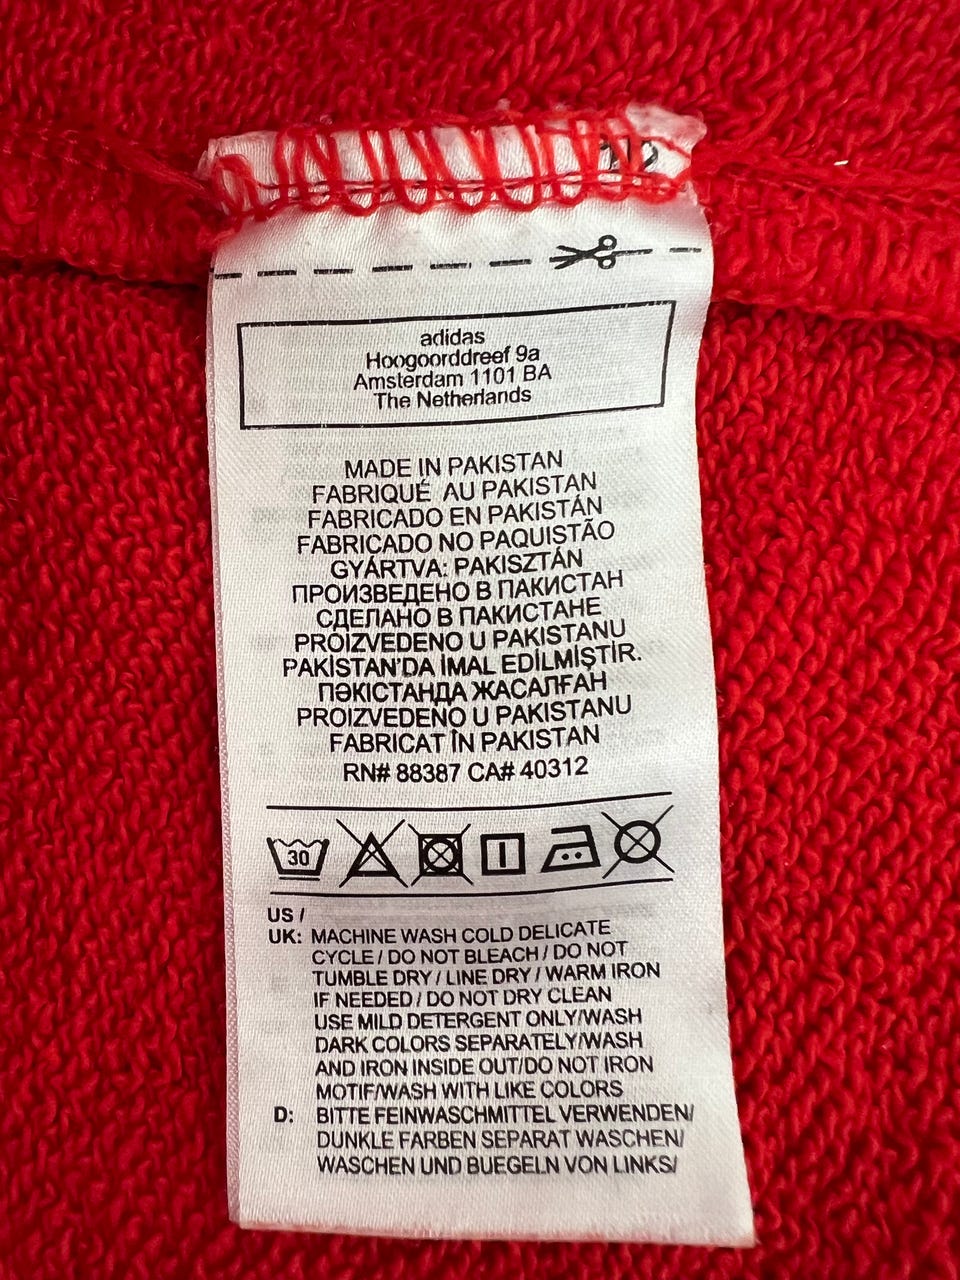 adidas
Hoogoorddreef 9a
Amsterdam 1101 BA
The Netherlands
MADE IN PAKISTAN
FABRIQUÉ AU PAKISTAN
FABRICADO EN PAKISTÁN
FABRICADO NO PAQUISTÃO
GYÁRTVA: PAKISZTÁN
ПРОИЗВЕДЕНО В ПАКИСТАН
СДЕЛАНО В ПАКИСТАНЕ
PROIZVEDENO U PAKISTANU
PAKİSTAN'DA İMAL EDİLMİŞTİR.
ПƏКІСТАНДА ЖАСАЛҒАН
PROIZVEDENO U PAKISTANU
FABRICAT ÎN PAKISTAN
RN# 88387 CA# 40312
30
US /
UK: MACHINE WASH COLD DELICATE
CYCLE / DO NOT BLEACH / DO NOT
TUMBLE DRY / LINE DRY / WARM IRON
IF NEEDED / DO NOT DRY CLEAN
USE MILD DETERGENT ONLY/WASH
DARK COLORS SEPARATELY/WASH
AND IRON INSIDE OUT/DO NOT IRON
MOTIF/WASH WITH LIKE COLORS
D: BITTE FEINWASCHMITTEL VERWENDEN/
DUNKLE FARBEN SEPARAT WASCHEN/
WASCHEN UND BUEGELN VON LINKS/